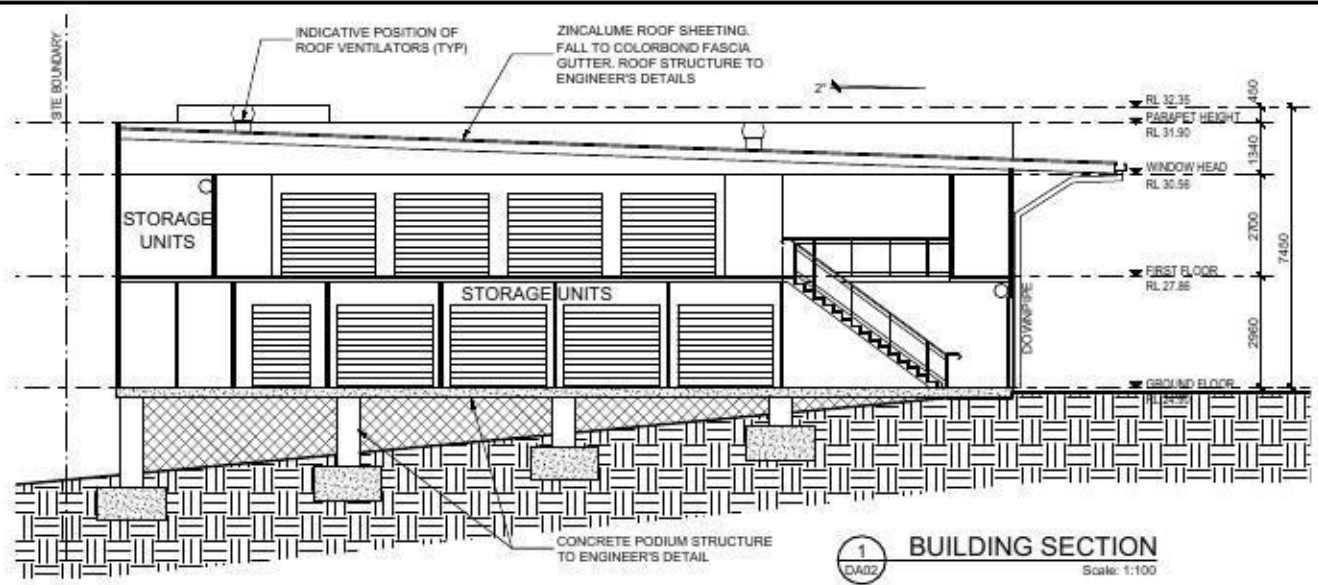 SITE BOUNDARY
INDICATIVE POSITION OF
ROOF VENTILATORS (TYP)
ZINCALUME ROOF SHEETING.
FALL TO COLORBOND FASCIA
GUTTER. ROOF STRUCTURE TO
ENGINEER'S DETAILS
2°
RL 32.35
PARAPET HEIGHT
RL 31.90
WINDOW HEAD
RL 30.56
FIRST FLOOR
RL 27.86
GROUND FLOOR
450
1340
2700
2960
7450
STORAGE
UNITS
STORAGE UNITS
DOWNPIPE
CONCRETE PODIUM STRUCTURE
TO ENGINEER'S DETAIL
1
DA02
BUILDING SECTION
Scale: 1:100